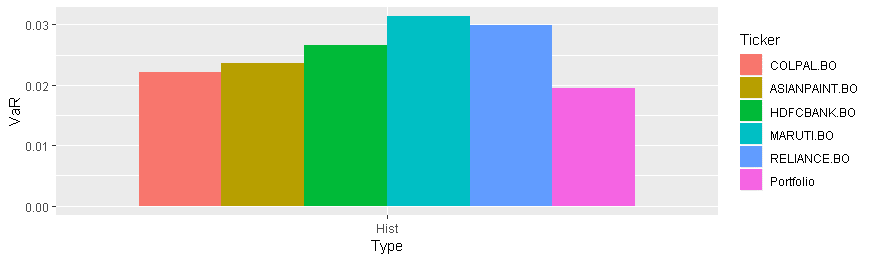 0.03
0.02
0.01
0.00
VaR
Hist
Type
Ticker
COLPAL.BO
ASIANPAINT.BO
HDFCBANK.BO
MARUTI.BO
RELIANCE.BO
Portfolio